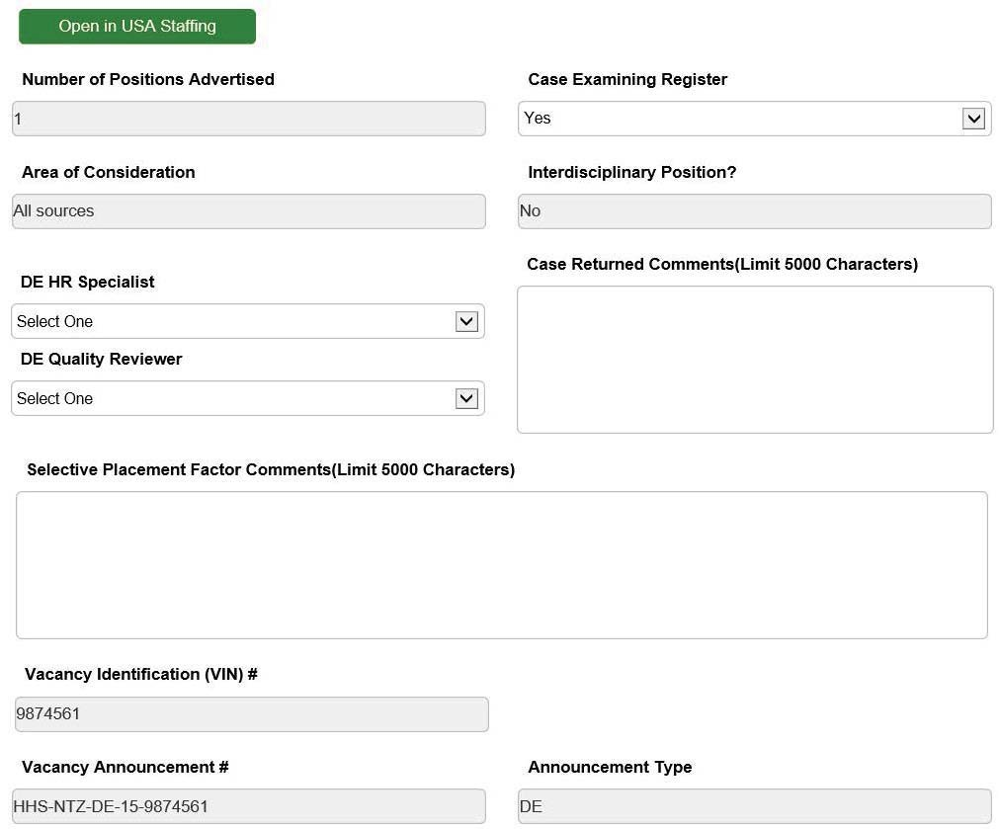 Open in USA Staffing
Number of Positions Advertised
Case Examining Register
1
Yes
Area of Consideration
Interdisciplinary Position?
All sources
No
Case Returned Comments(Limit 5000 Characters)
DE HR Specialist
Select One
DE Quality Reviewer
Select One
Selective Placement Factor Comments(Limit 5000 Characters)
Vacancy Identification (VIN) #
9874561
Vacancy Announcement #
Announcement Type
HHS-NTZ-DE-15-9874561
DE